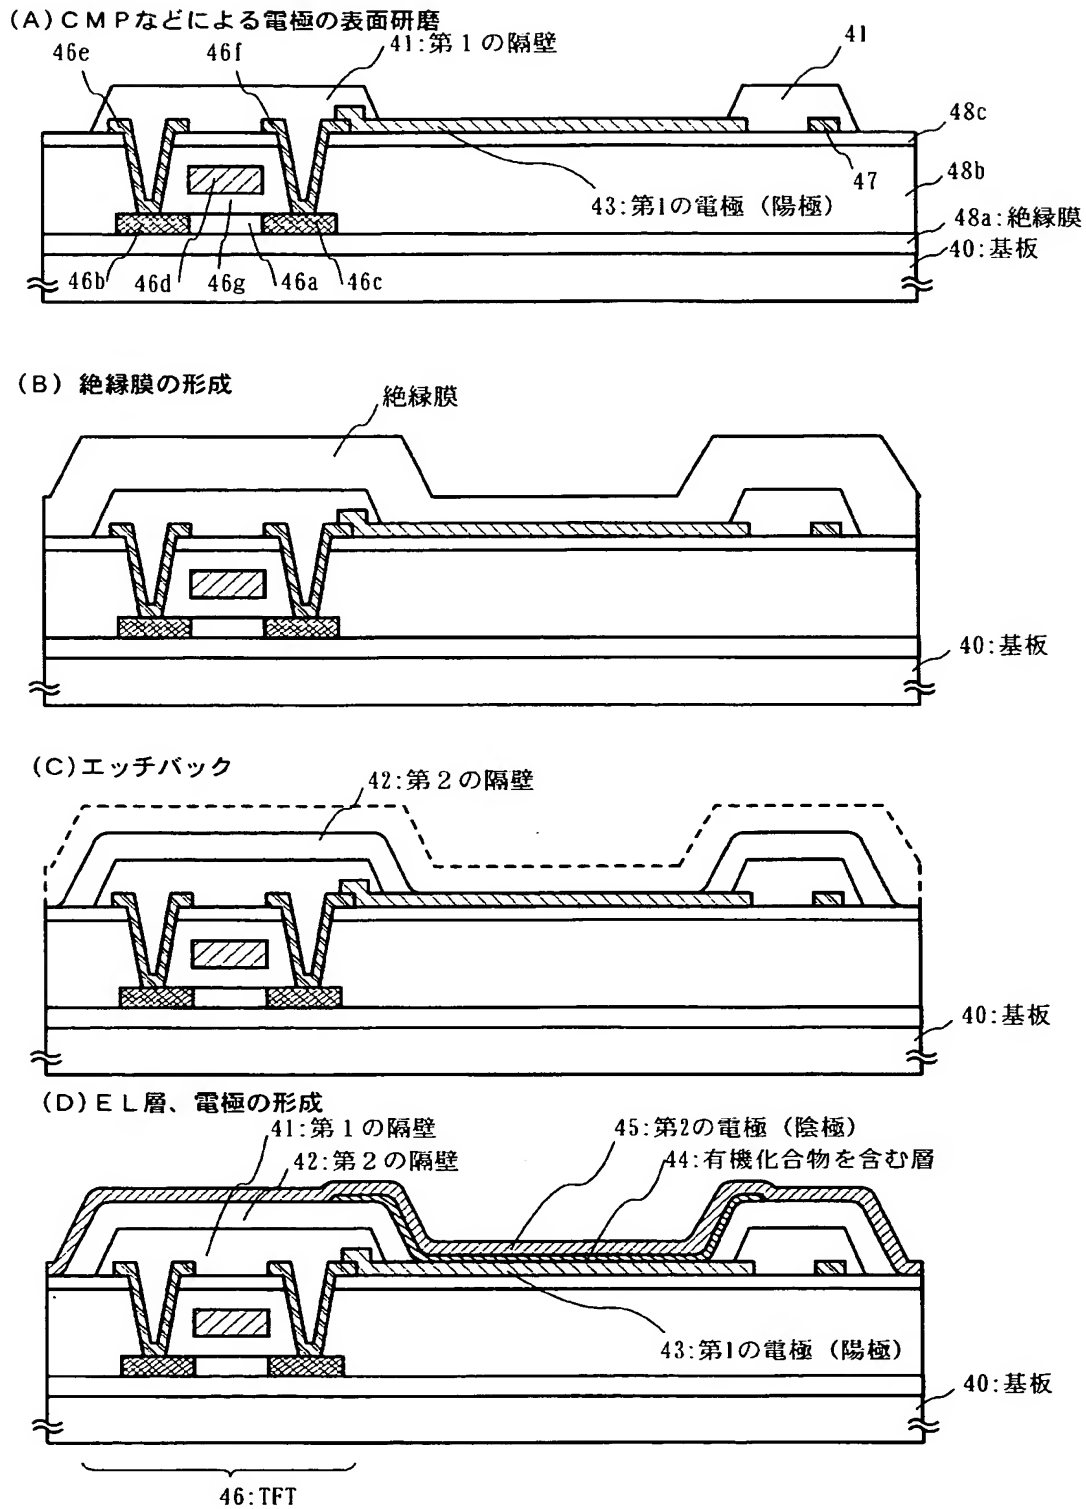 (A)CMPなどによる電極の表面研磨
46e
46f
41:第1の隔壁
41
48c
47
48b
43:第1の電極(陽極)
48a:絶縁膜
40:基板
46b
46d
46g
46a
46c
(B) 絶縁膜の形成
絶縁膜
40:基板
(C)エッチバック
42:第2の隔壁
40:基板
(D)EL層、電極の形成
41:第1の隔壁
45:第2の電極(陰極)
42:第2の隔壁
44:有機化合物を含む層
43:第1の電極(陽極)
40:基板
46:TFT